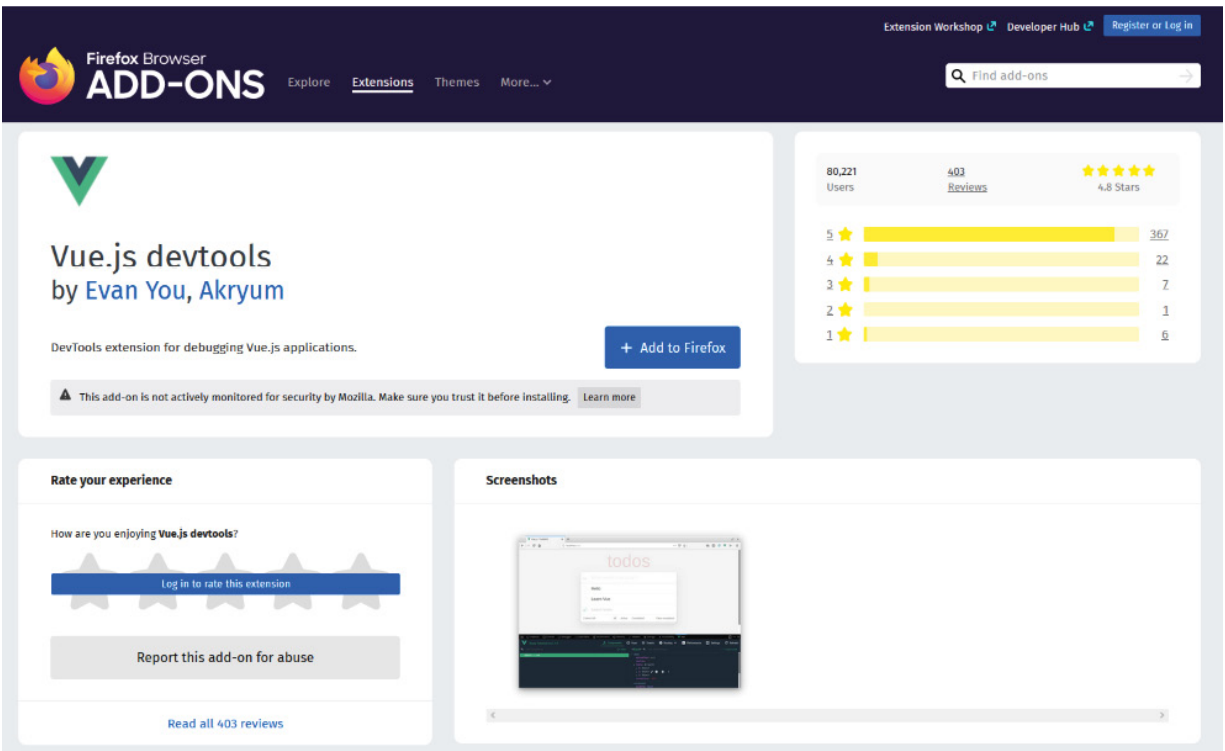 Extension Workshop Developer Hub Register or Log in
Firefox Browser
ADD-ONS Explore Extensions Themes More...
Find add-ons
Vue.js devtools
by Evan You, Akryum
DevTools extension for debugging Vue.js applications.
+ Add to Firefox
This add-on is not actively monitored for security by Mozilla. Make sure you trust it before installing. Learn more
80,221 403
Users Reviews 4.8 Stars
5 367
4 22
3 7
2 1
1 6
Rate your experience
How are you enjoying Vue.js devtools?
Log in to rate this extension
Report this add-on for abuse
Read all 403 reviews
Screenshots
todos